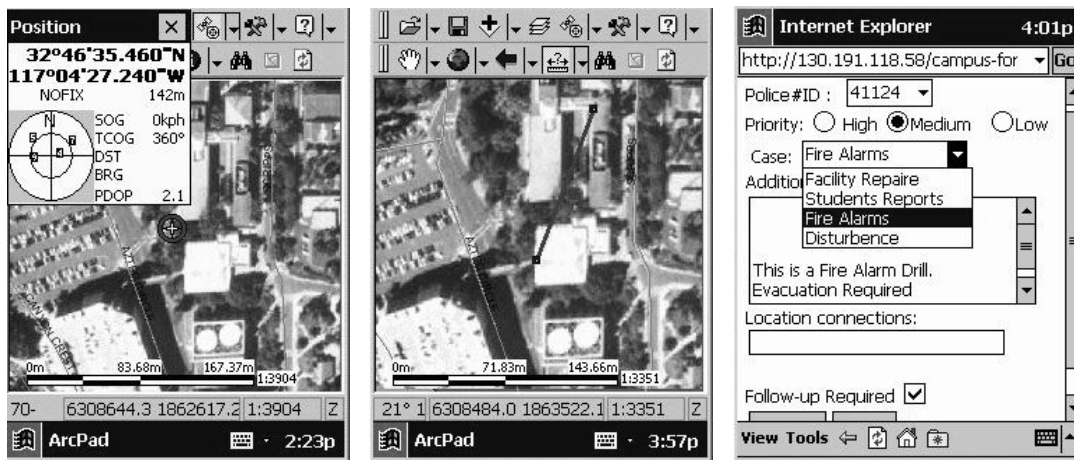 Position
32°46'35.460"N
117°04'27.240"W
NOFIX 142m
N
SOG 0kph
TCOG 360°
DST
BRG
PDOP 2.1
0m 83.68m 167.37m
1:3904
70- 6308644.3 1862617.2 1:3904 Z
ArcPad 2:23p
0m 71.83m 143.66m
1:3351
21° 1 6308484.0 1863522.1 1:3351 Z
ArcPad 3:57p
Internet Explorer 4:01p
http://130.191.118.58/campus-for Go
Police#ID : 41124
Priority: High Medium Low
Case: Fire Alarms
Facility Repaire
Additio
Students Reports
Fire Alarms
Disturbence
This is a Fire Alarm Drill.
Evacuation Required
Location connections:
Follow-up Required
View Tools